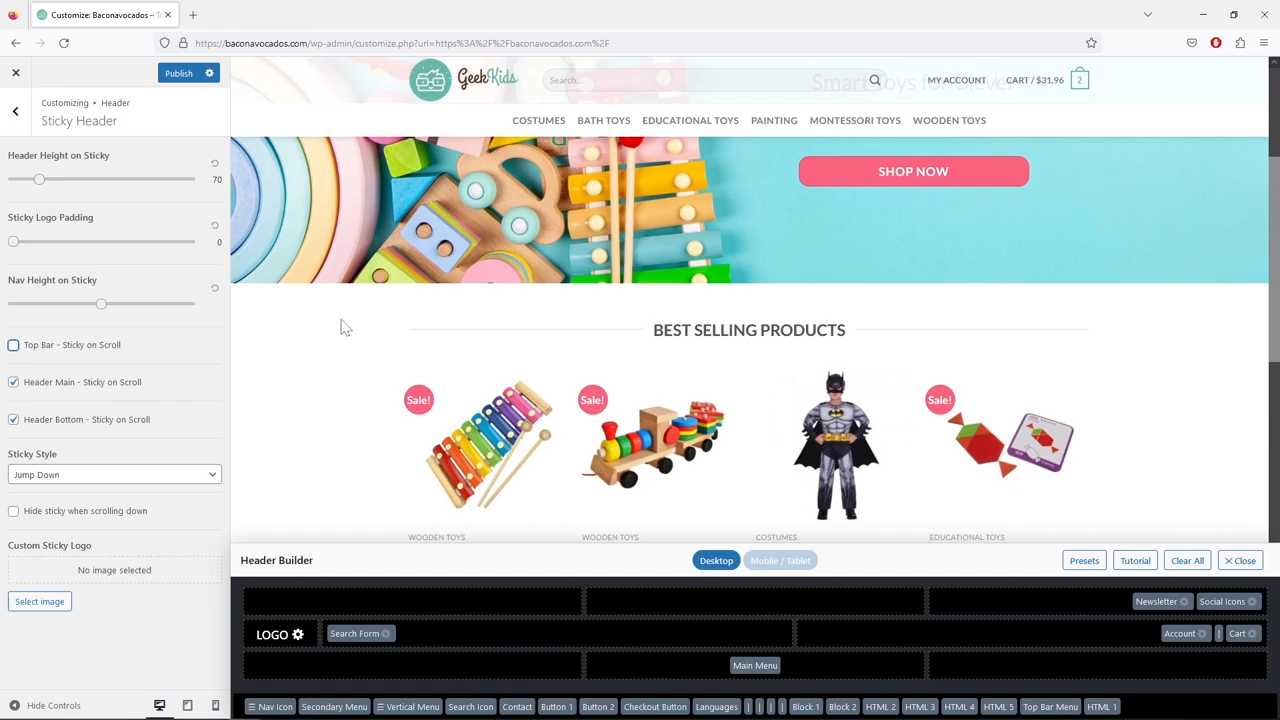 Customize: Baconavocados – To
https://baconavocados.com/wp-admin/customize.php?url=https%3A%2F%2Fbaconavocados.com%2F
Publish
Customizing • Header
Sticky Header
Header Height on Sticky
70
Sticky Logo Padding
0
Nav Height on Sticky
Top Bar - Sticky on Scroll
Header Main - Sticky on Scroll
Header Bottom - Sticky on Scroll
Sticky Style
Jump Down
Hide sticky when scrolling down
Custom Sticky Logo
No image selected
Select image
Hide Controls
GeekKids
Search...
Smart Toys for Clever
MY ACCOUNT
CART / $31.96
2
COSTUMES BATH TOYS EDUCATIONAL TOYS PAINTING MONTESSORI TOYS WOODEN TOYS
SHOP NOW
BEST SELLING PRODUCTS
Sale! Sale! Sale!
WOODEN TOYS WOODEN TOYS COSTUMES EDUCATIONAL TOYS
Header Builder
Desktop Mobile / Tablet
Presets Tutorial Clear All Close
Newsletter Social Icons
LOGO Search Form Account | Cart
Main Menu
☰ Nav Icon Secondary Menu ☰ Vertical Menu Search Icon Contact Button 1 Button 2 Checkout Button Languages | | | | Block 1 Block 2 HTML 2 HTML 3 HTML 4 HTML 5 Top Bar Menu HTML 1